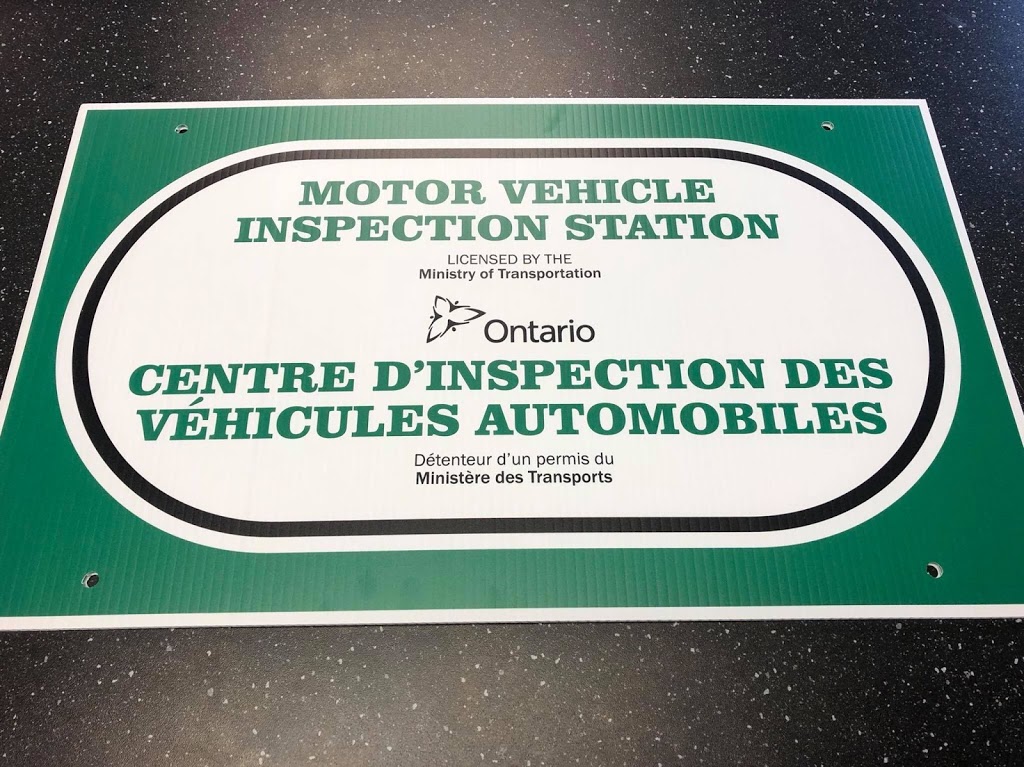 MOTOR VEHICLE
INSPECTION STATION
LICENSED BY THE
Ministry of Transportation
Ontario
CENTRE D'INSPECTION DES
VÉHICULES AUTOMOBILES
Détenteur d'un permis du
Ministère des Transports